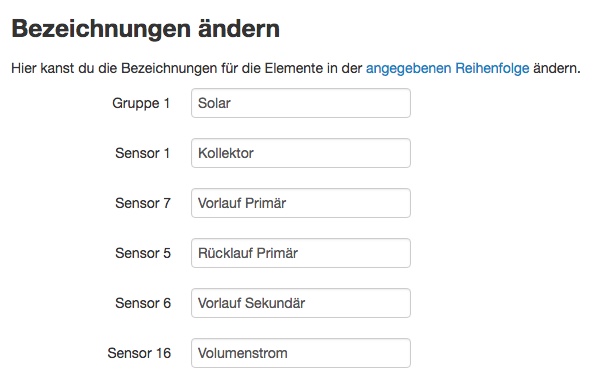 Bezeichnungen ändern
Hier kanst du die Bezeichnungen für die Elemente in der angegebenen Reihenfolge ändern.
Gruppe 1 Solar
Sensor 1 Kollektor
Sensor 7 Vorlauf Primär
Sensor 5 Rücklauf Primär
Sensor 6 Vorlauf Sekundär
Sensor 16 Volumenstrom